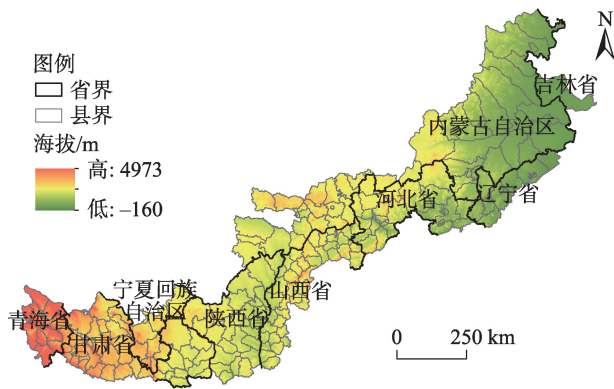 N
图例
省界
县界
海拔/m
高: 4973
低: –160
吉林省
内蒙古自治区
辽宁省
河北省
山西省
宁夏回族
自治区
陕西省
青海省
甘肃省
0 250 km